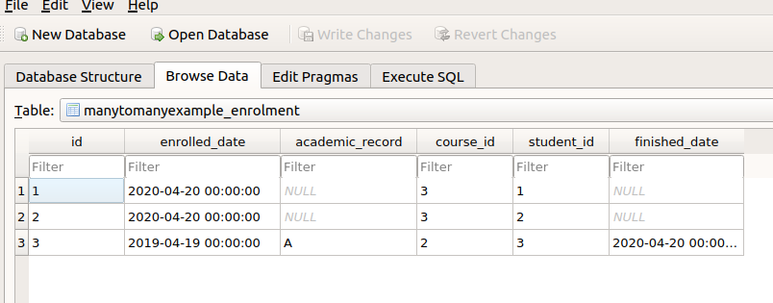 File Edit View Help
New Database Open Database Write Changes Revert Changes
Database Structure Browse Data Edit Pragmas Execute SQL
Table: manytomanyexample_enrolment
id enrolled_date academic_record course_id student_id finished_date
Filter Filter Filter Filter Filter Filter
1 1 2020-04-20 00:00:00 NULL 3 1 NULL
2 2 2020-04-20 00:00:00 NULL 3 2 NULL
3 3 2019-04-19 00:00:00 A 2 3 2020-04-20 00:00...